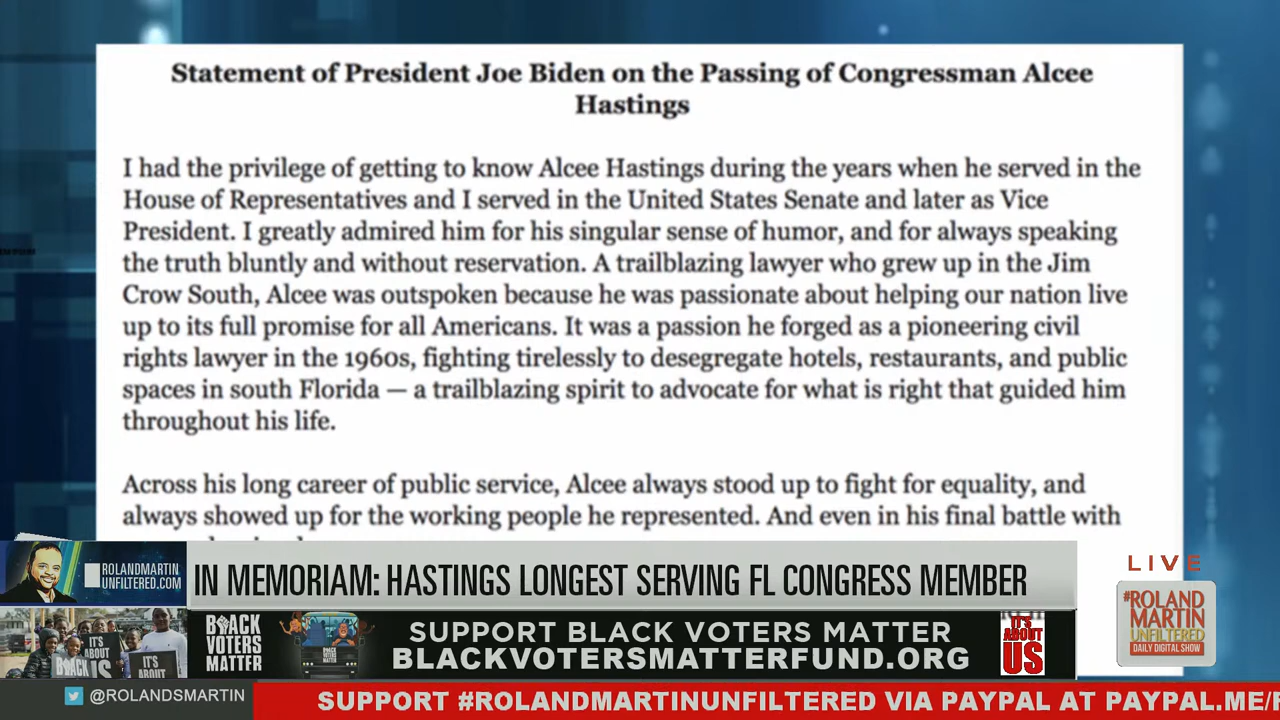 Statement of President Joe Biden on the Passing of Congressman Alcee
Hastings
I had the privilege of getting to know Alcee Hastings during the years when he served in the
House of Representatives and I served in the United States Senate and later as Vice
President. I greatly admired him for his singular sense of humor, and for always speaking
the truth bluntly and without reservation. A trailblazing lawyer who grew up in the Jim
Crow South, Alcee was outspoken because he was passionate about helping our nation live
up to its full promise for all Americans. It was a passion he forged as a pioneering civil
rights lawyer in the 1960s, fighting tirelessly to desegregate hotels, restaurants, and public
spaces in south Florida — a trailblazing spirit to advocate for what is right that guided him
throughout his life.
Across his long career of public service, Alcee always stood up to fight for equality, and
always showed up for the working people he represented. And even in his final battle with
ROLANDMARTIN
UNFILTERED.COM
IN MEMORIAM: HASTINGS LONGEST SERVING FL CONGRESS MEMBER
LIVE
#ROLAND
MARTIN
UNFILTERED
DAILY DIGITAL SHOW
IT'S
ABOUT
US
IT'S
BLACK
VOTERS
MATTER
SUPPORT BLACK VOTERS MATTER
BLACKVOTERSMATTERFUND.ORG
IT'S
ABOUT
US
@ROLANDSMARTIN
SUPPORT #ROLANDMARTINUNFILTERED VIA PAYPAL AT PAYPAL.ME/